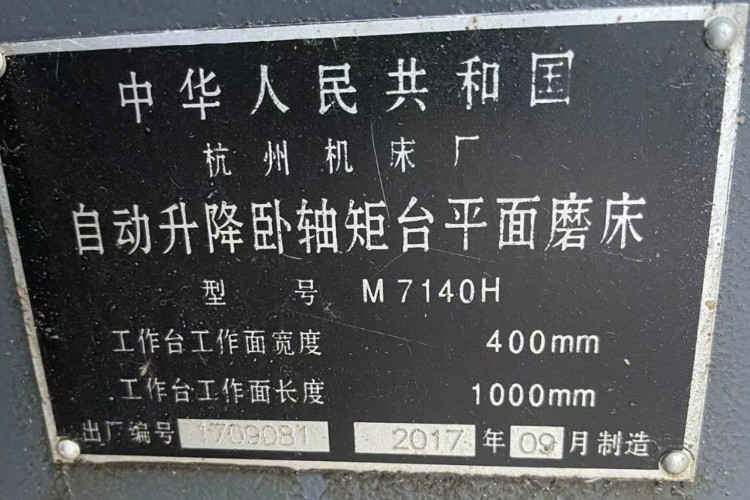 中华人民共和国
杭州机床厂
自动升降卧轴矩台平面磨床
型 号 M7140H
工作台工作面宽度 400mm
工作台工作面长度 1000mm
出厂编号 1709081 2017 年 09 月制造